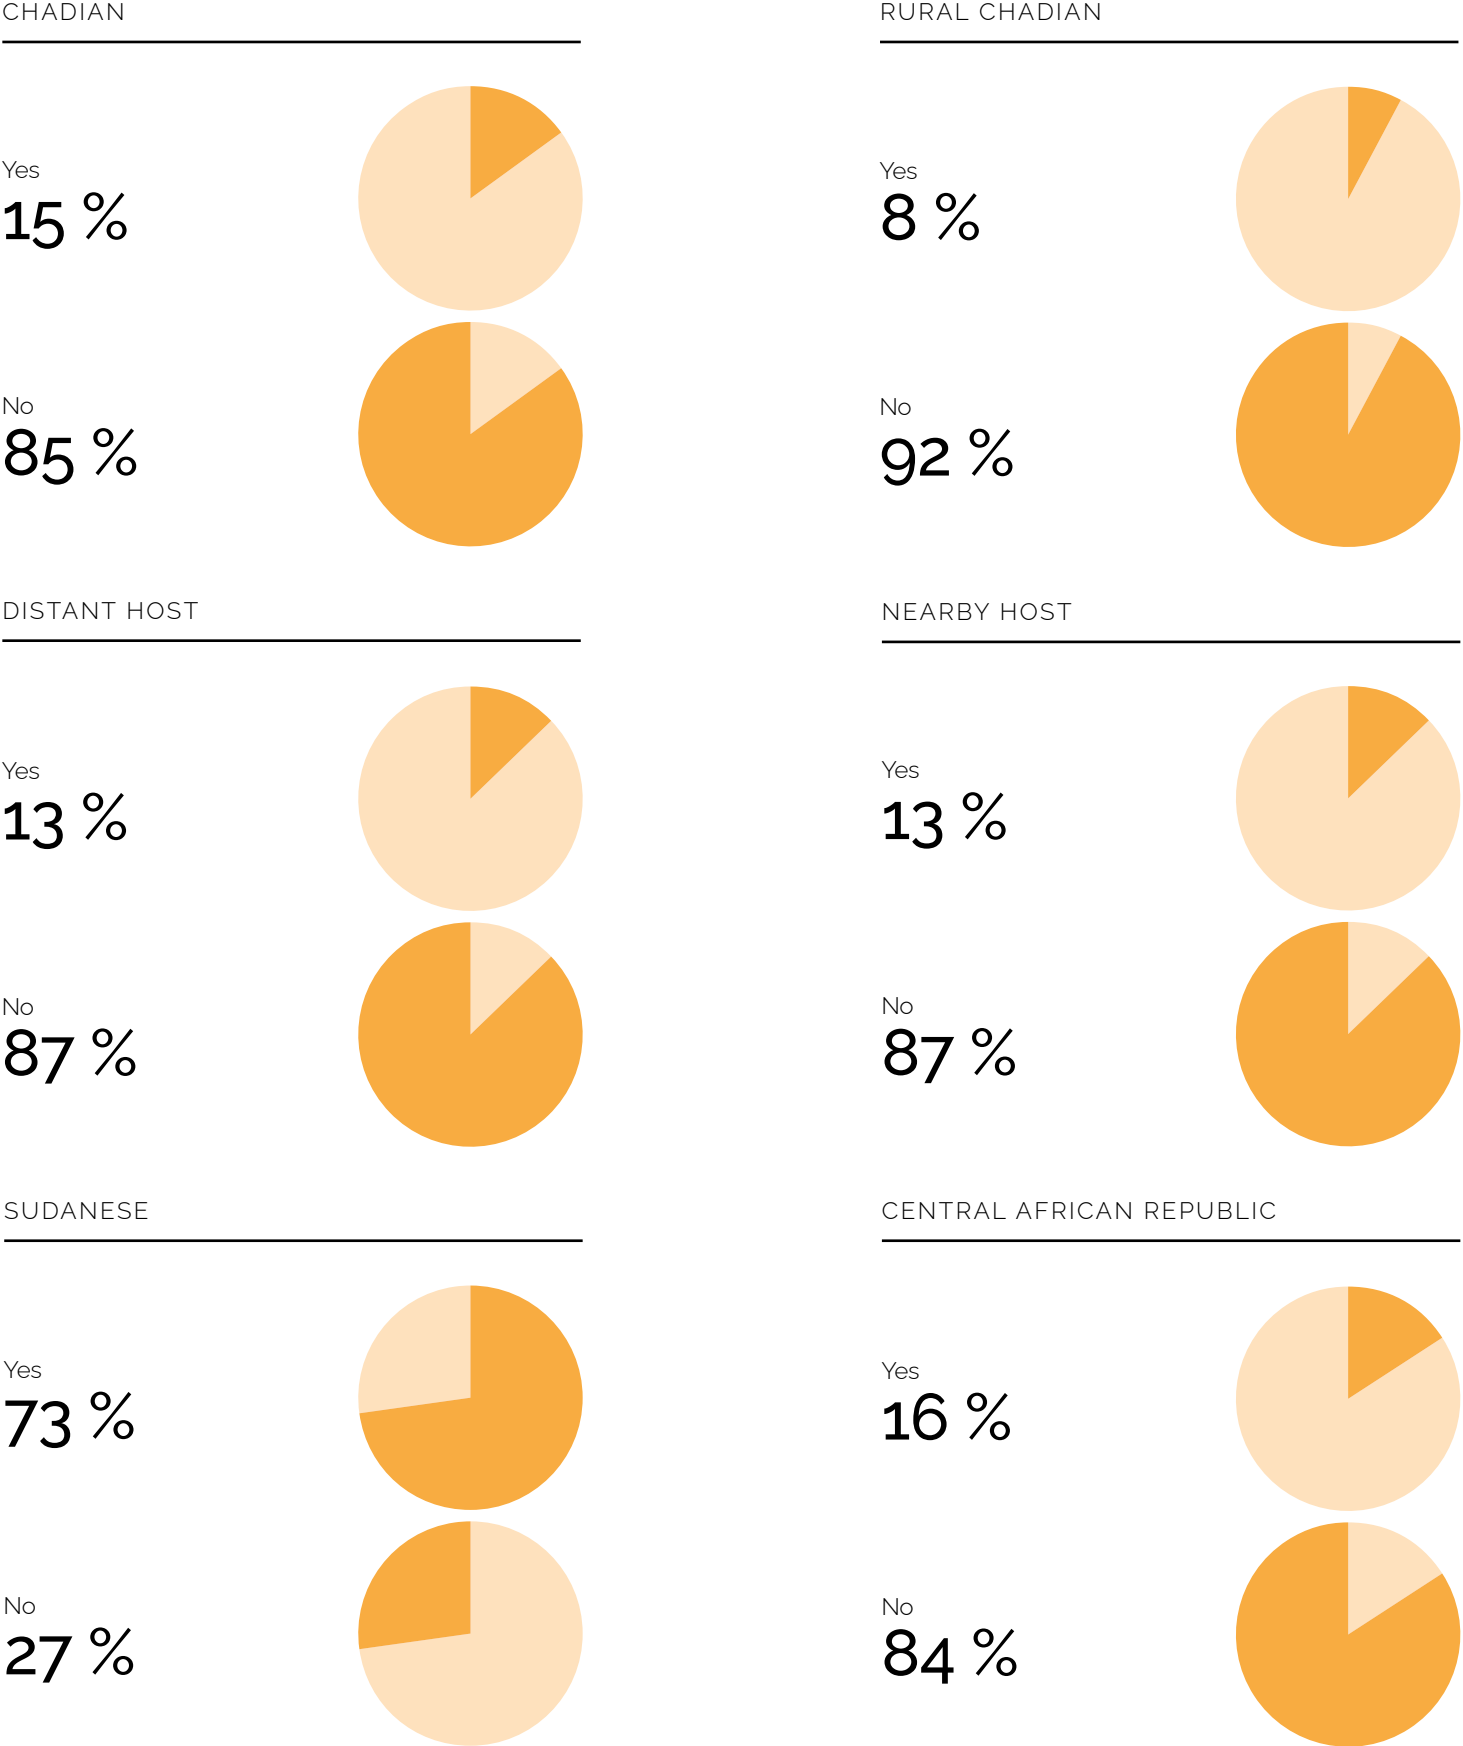 CHADIAN
Yes
15 %
No
85 %
RURAL CHADIAN
Yes
8 %
No
92 %
DISTANT HOST
Yes
13 %
No
87 %
NEARBY HOST
Yes
13 %
No
87 %
SUDANESE
Yes
73 %
No
27 %
CENTRAL AFRICAN REPUBLIC
Yes
16 %
No
84 %